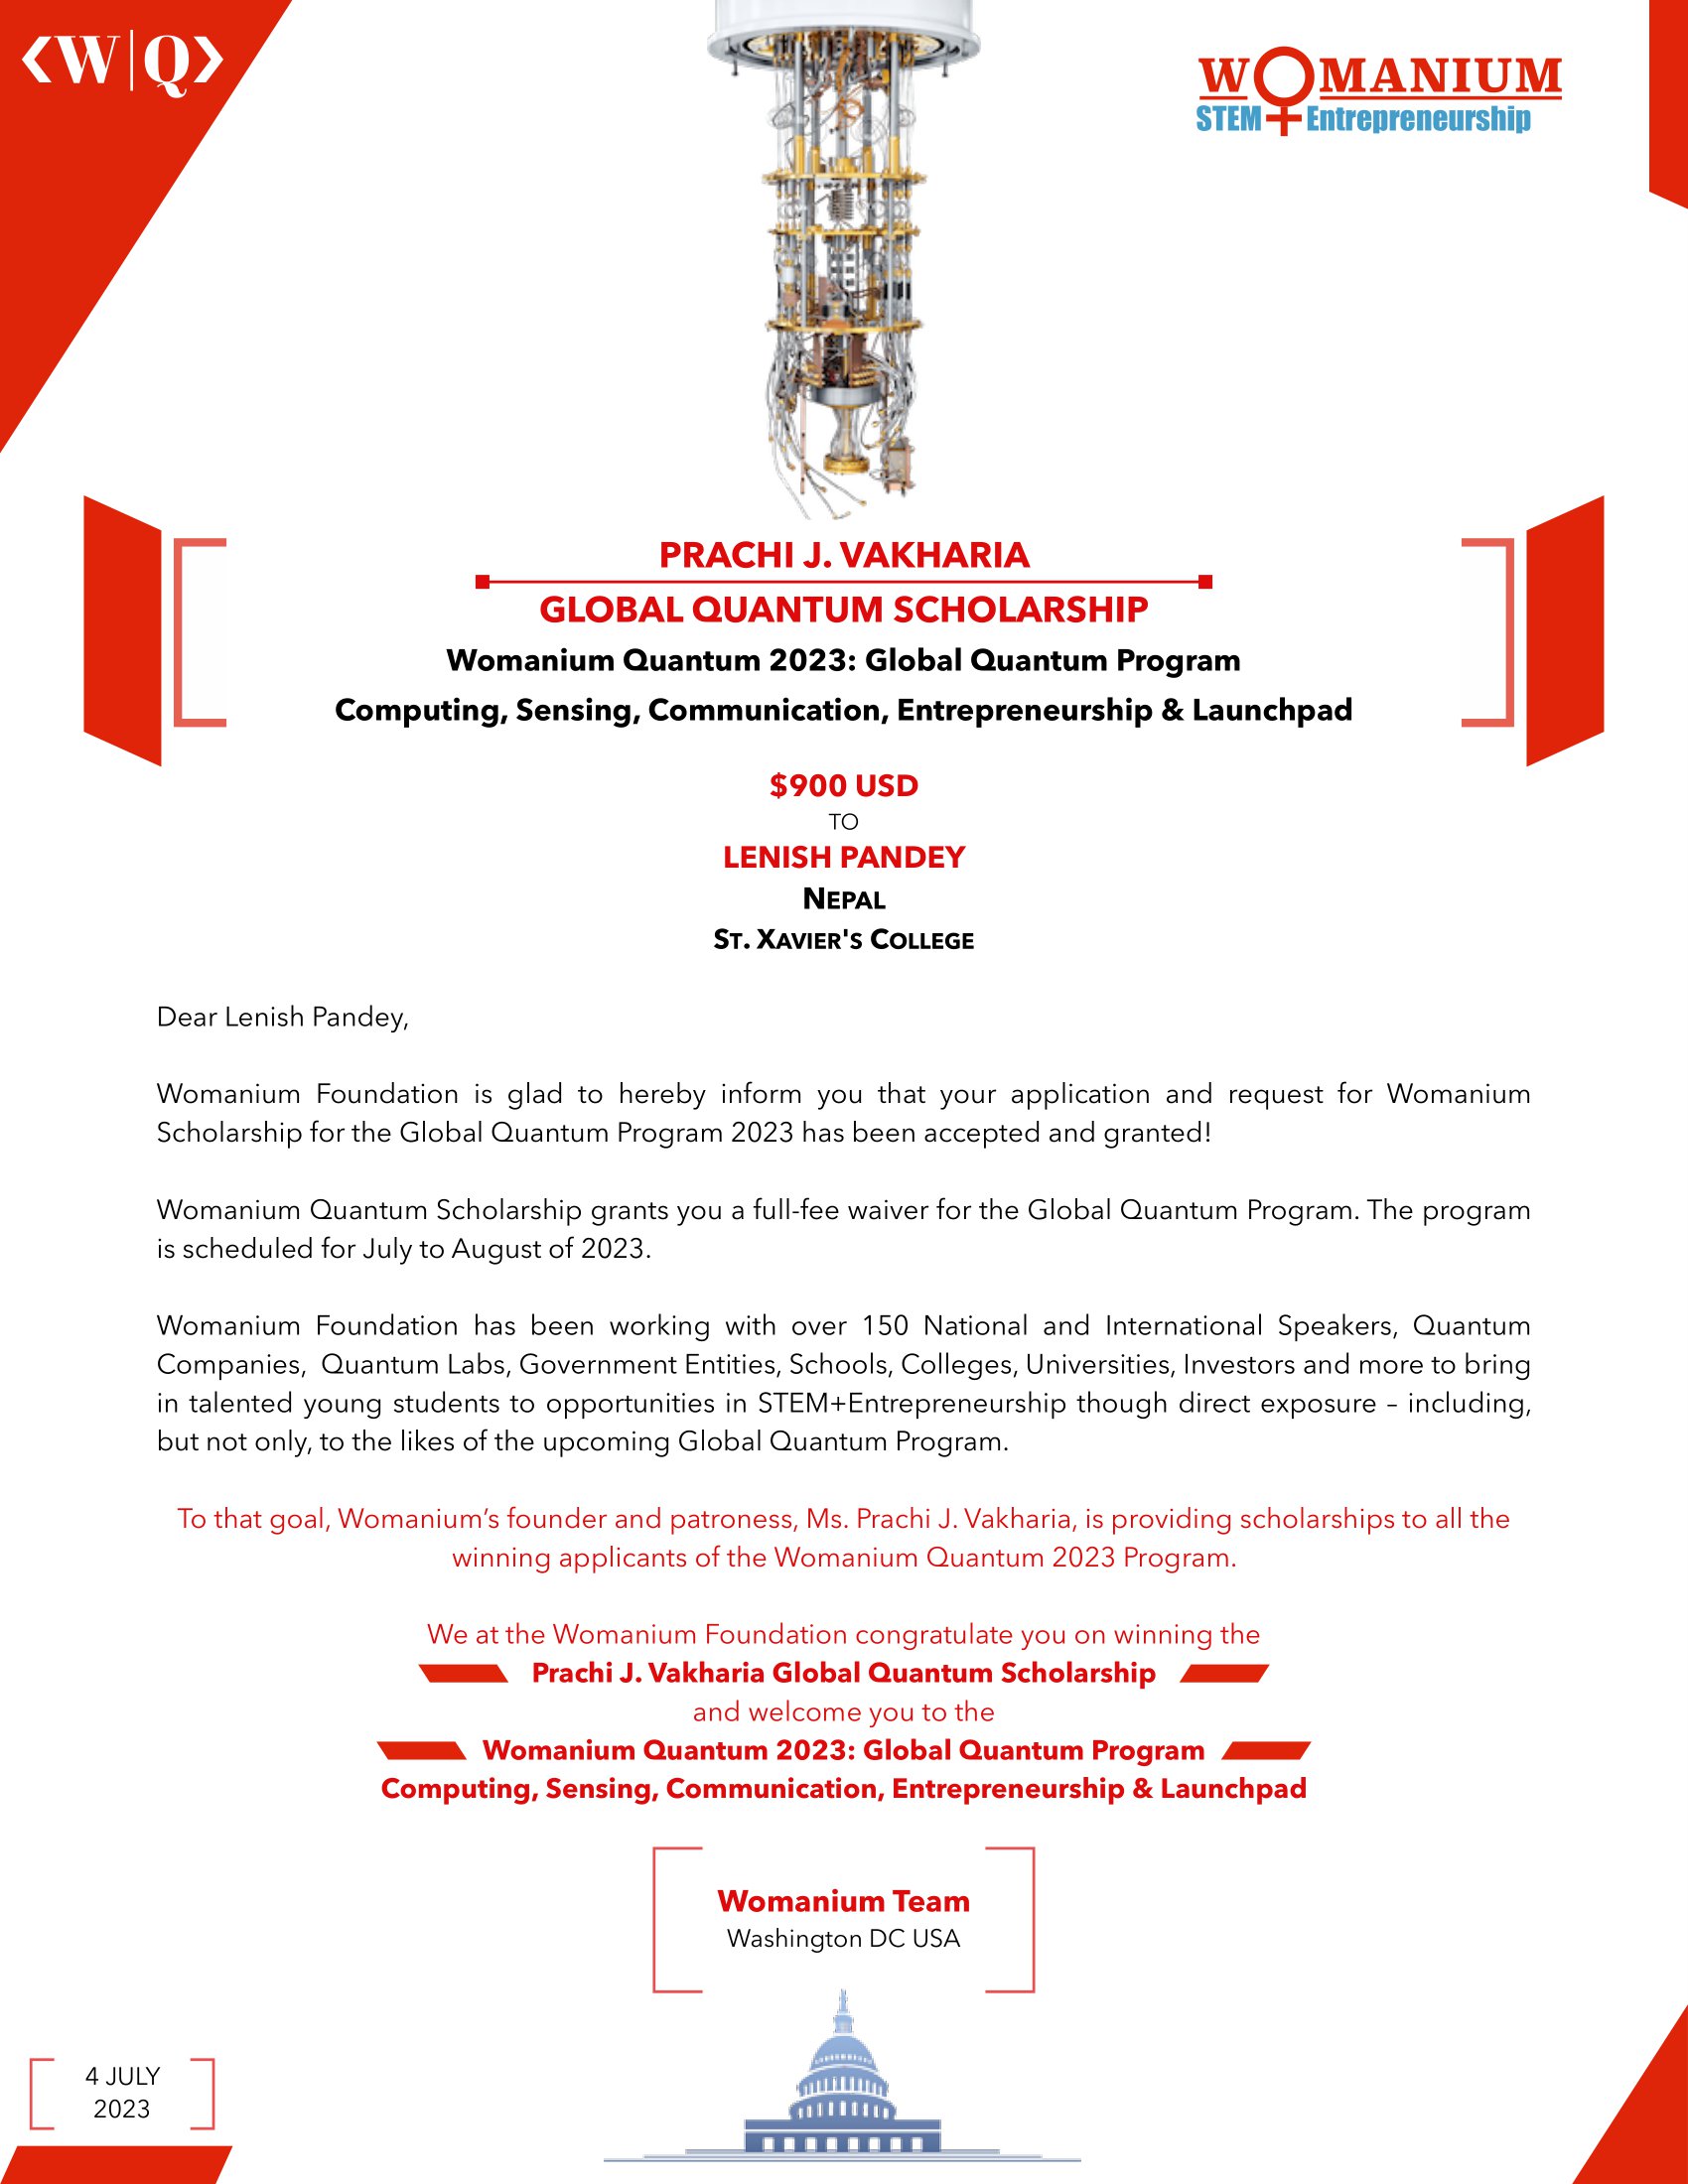 W|Q
WOMANIUM
STEM Entrepreneurship
PRACHI J. VAKHARIA
GLOBAL QUANTUM SCHOLARSHIP
Womanium Quantum 2023: Global Quantum Program
Computing, Sensing, Communication, Entrepreneurship & Launchpad
$900 USD
TO
LENISH PANDEY
NEPAL
ST. XAVIER'S COLLEGE
Dear Lenish Pandey,
Womanium Foundation is glad to hereby inform you that your application and request for Womanium
Scholarship for the Global Quantum Program 2023 has been accepted and granted!
Womanium Quantum Scholarship grants you a full-fee waiver for the Global Quantum Program. The program
is scheduled for July to August of 2023.
Womanium Foundation has been working with over 150 National and International Speakers, Quantum
Companies, Quantum Labs, Government Entities, Schools, Colleges, Universities, Investors and more to bring
in talented young students to opportunities in STEM+Entrepreneurship though direct exposure – including,
but not only, to the likes of the upcoming Global Quantum Program.
To that goal, Womanium’s founder and patroness, Ms. Prachi J. Vakharia, is providing scholarships to all the
winning applicants of the Womanium Quantum 2023 Program.
We at the Womanium Foundation congratulate you on winning the
Prachi J. Vakharia Global Quantum Scholarship
and welcome you to the
Womanium Quantum 2023: Global Quantum Program
Computing, Sensing, Communication, Entrepreneurship & Launchpad
Womanium Team
Washington DC USA
4 JULY
2023